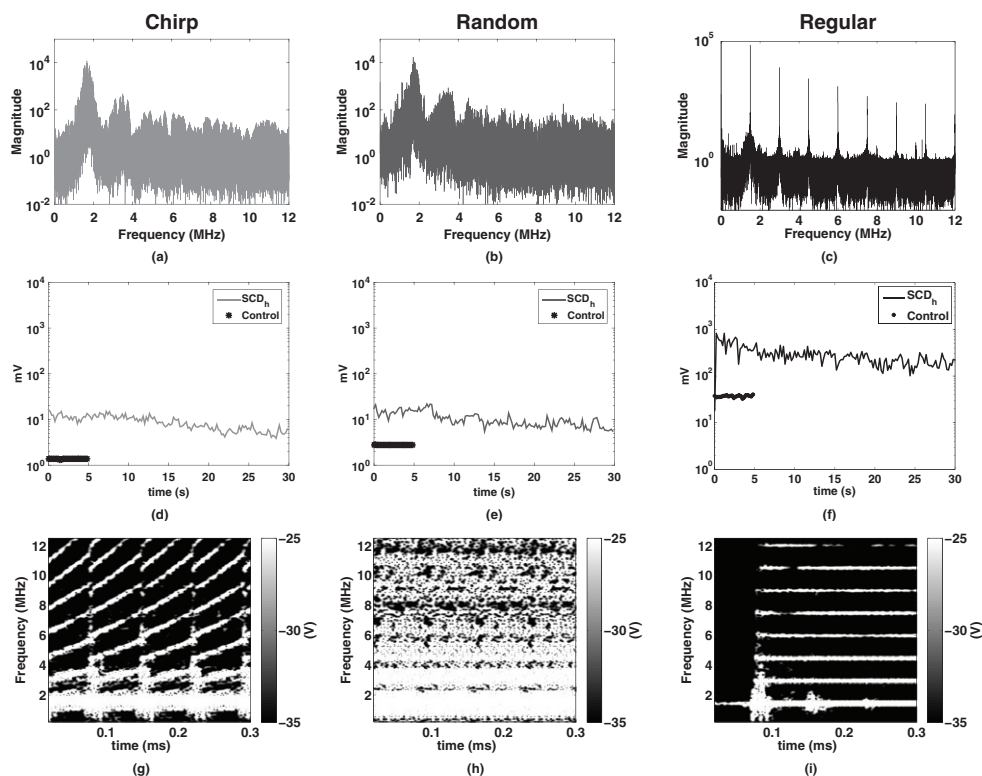 Chirp Random Regular
10^4
10^2
10^0
10^-2
Magnitude
0 2 4 6 8 10 12
Frequency (MHz)
(a)
10^4
10^2
10^0
10^-2
Magnitude
0 2 4 6 8 10 12
Frequency (MHz)
(b)
10^5
10^0
Magnitude
0 2 4 6 8 10 12
Frequency (MHz)
(c)
10^4
10^3
10^2
10^1
10^0
mV
SCD_h
Control
0 5 10 15 20 25 30
time (s)
(d)
10^4
10^3
10^2
10^1
10^0
mV
SCD_h
Control
0 5 10 15 20 25 30
time (s)
(e)
10^4
10^3
10^2
10^1
10^0
mV
SCD_h
Control
0 5 10 15 20 25 30
time (s)
(f)
12
10
8
6
4
2
Frequency (MHz)
0.1 0.2 0.3
time (ms)
−25
−30
−35
(V)
(g)
12
10
8
6
4
2
Frequency (MHz)
0.1 0.2 0.3
time (ms)
−25
−30
−35
(V)
(h)
12
10
8
6
4
2
Frequency (MHz)
0.1 0.2 0.3
time (ms)
−25
−30
−35
(V)
(i)